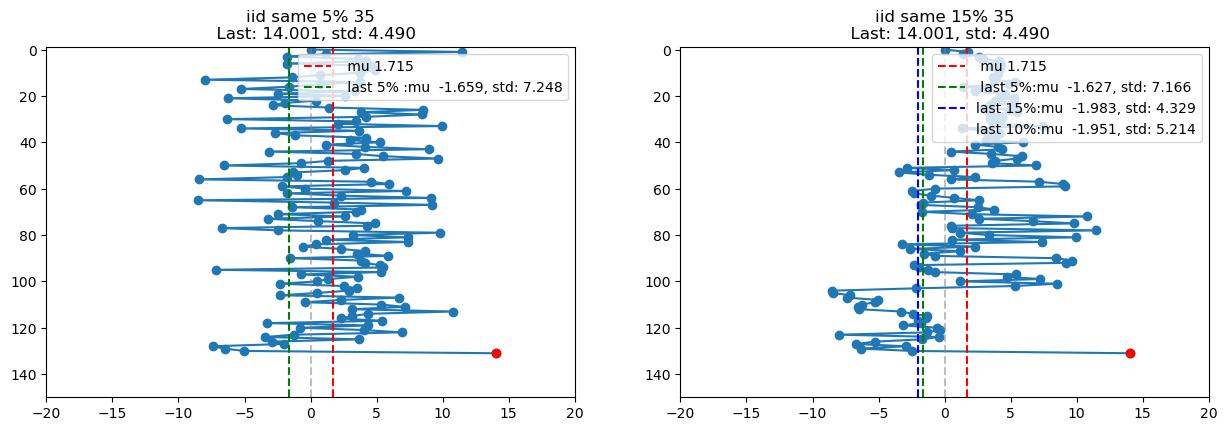 iid same 5% 35
Last: 14.001, std: 4.490
mu 1.715
last 5% :mu -1.659, std: 7.248
0
20
40
60
80
100
120
140
−20 −15 −10 −5 0 5 10 15 20
iid same 15% 35
Last: 14.001, std: 4.490
mu 1.715
last 5%:mu -1.627, std: 7.166
last 15%:mu -1.983, std: 4.329
last 10%:mu -1.951, std: 5.214
0
20
40
60
80
100
120
140
−20 −15 −10 −5 0 5 10 15 20